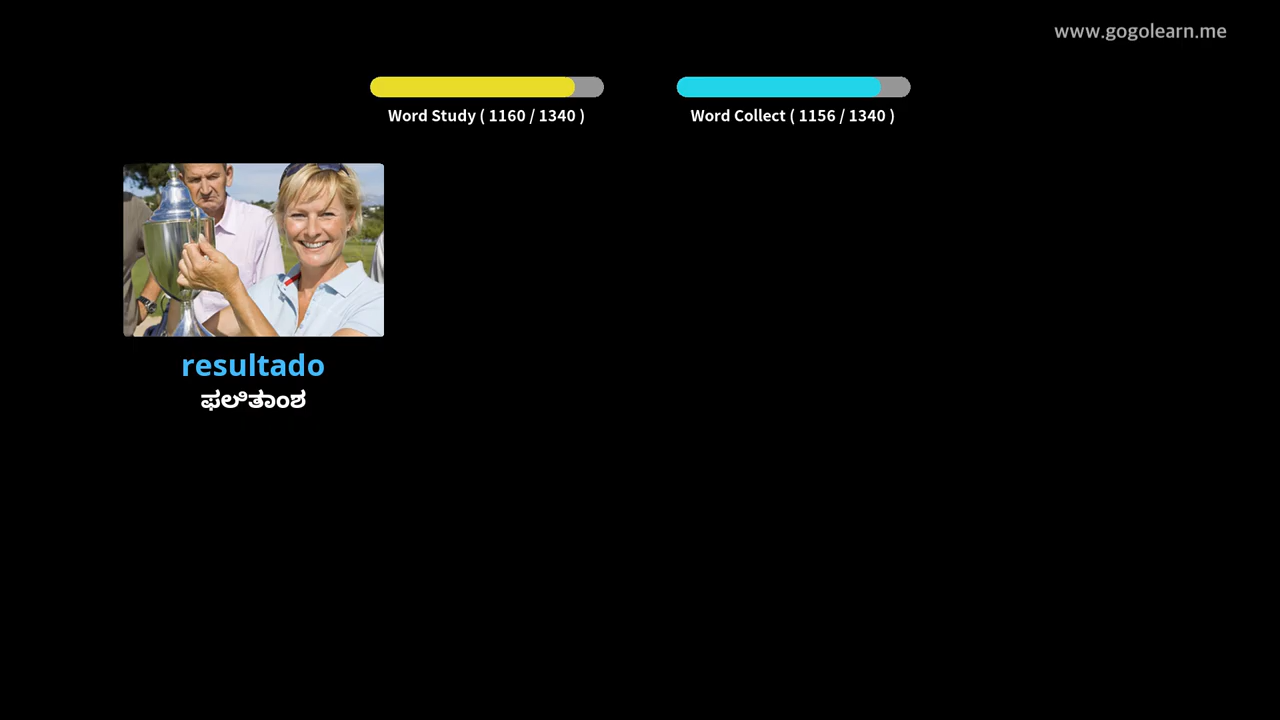 www.gogolearn.me
Word Study ( 1160 / 1340 )
Word Collect ( 1156 / 1340 )
resultado
ಫಲಿತಾಂಶ